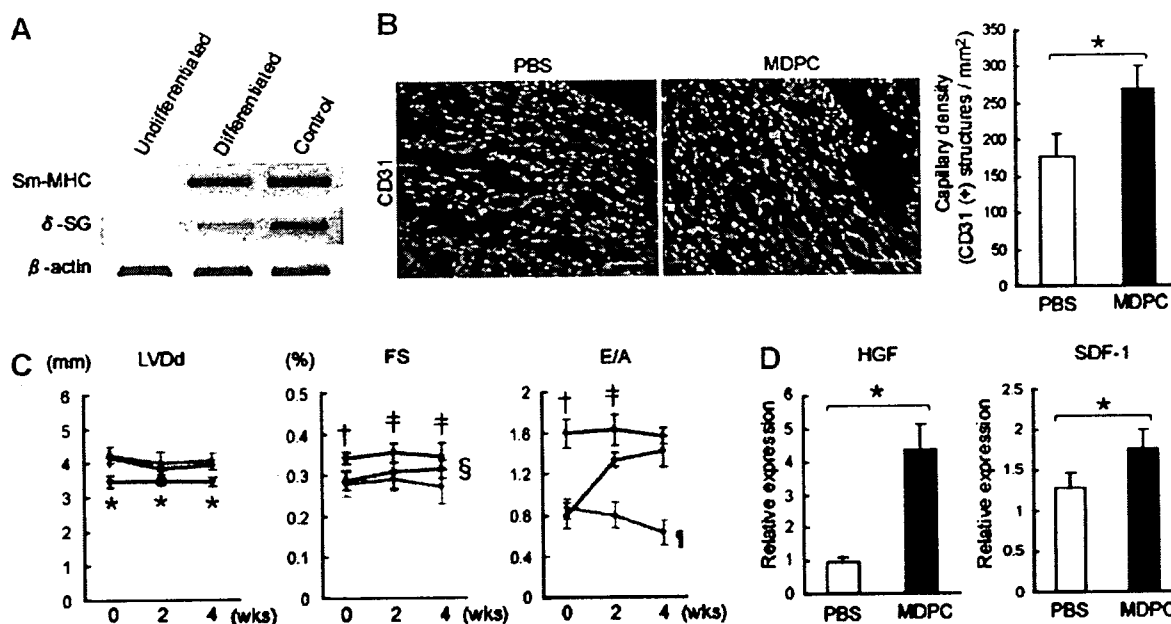 A
Undifferentiated
Differentiated
Control
Sm-MHC
δ-SG
β-actin
B
PBS
MDPC
CD31
Capillary density
(CD31 (+) structures / mm²)
350
300
250
200
150
100
50
0
*
PBS
MDPC
C
(mm)
LVDd
6
5
4
3
2
1
0
* * *
0 2 4 (wks)
(%)
FS
0.5
0.4
0.3
0.2
† ‡ ‡
§
§
0 2 4 (wks)
E/A
2
1.6
1.2
0.8
0.4
† ‡
¶
0 2 4 (wks)
D
HGF
Relative expression
6
5
4
3
2
1
0
*
PBS MDPC
SDF-1
Relative expression
2.5
2
1.5
1
0.5
0
*
PBS MDPC